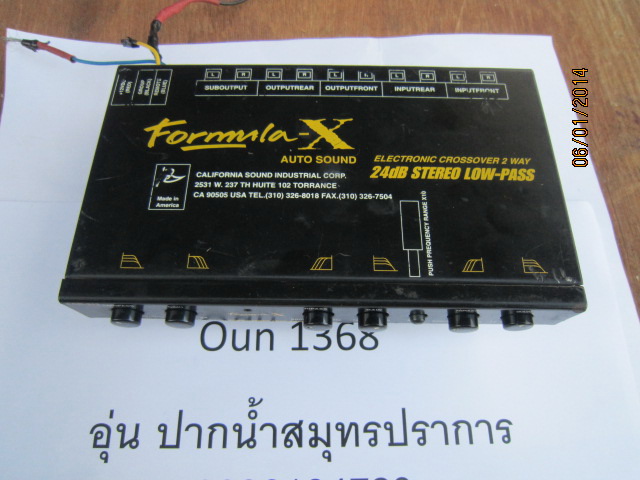 SUBOUTPUT OUTPUTREAR OUTPUTFRONT INPUTREAR INPUTFRONT
L R L R L L R L R
Formula-X
AUTO SOUND
ELECTRONIC CROSSOVER 2 WAY
24dB STEREO LOW-PASS
CALIFORNIA SOUND INDUSTRIAL CORP.
2531 W. 237 TH HUITE 102 TORRANCE
CA 90505 USA TEL.(310) 326-8018 FAX.(310) 326-7504
Made in
America
PUSH FREQUENCY RANGE X10
06/01/2014
Oun 1368
อุ่น ปากน้ำสมุทรปราการ